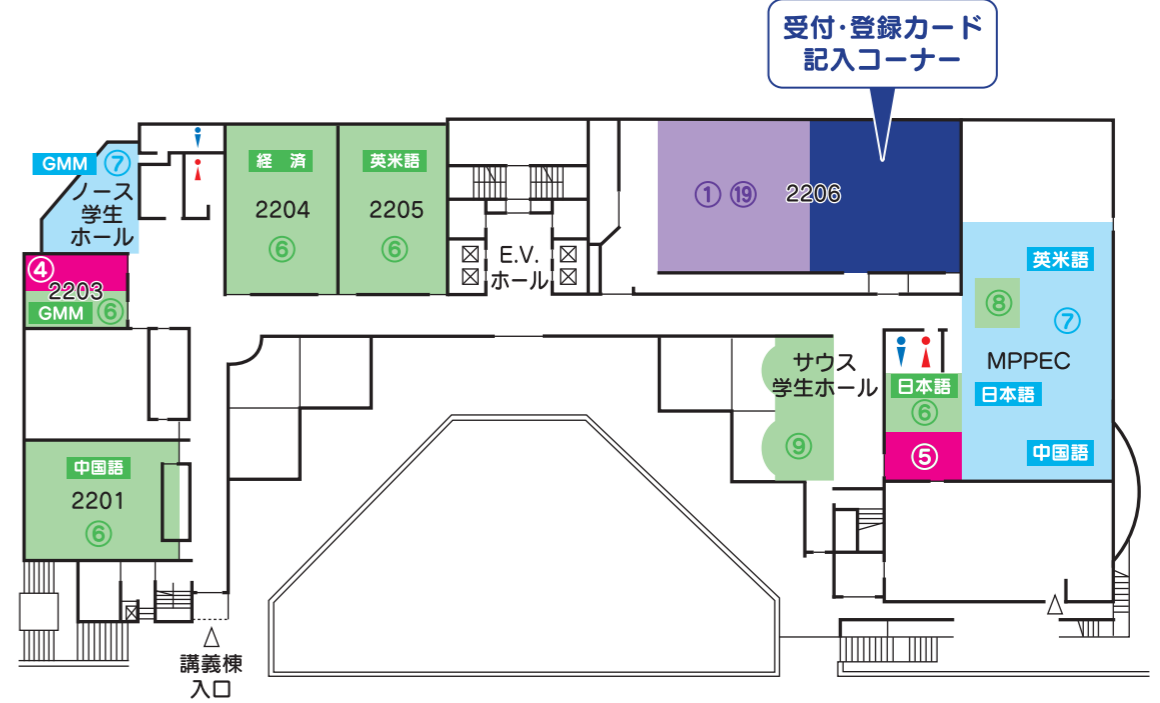 受付・登録カード
記入コーナー
GMM ⑦
ノース
学生
ホール
経 済
2204
⑥
英米語
2205
⑥
E.V.
ホール
① ⑲ 2206
④
2203
GMM ⑥
英米語
⑧
⑦
MPPEC
日本語
中国語
サウス
学生ホール
⑨
日本語
⑥
⑤
中国語
2201
⑥
講義棟
入口